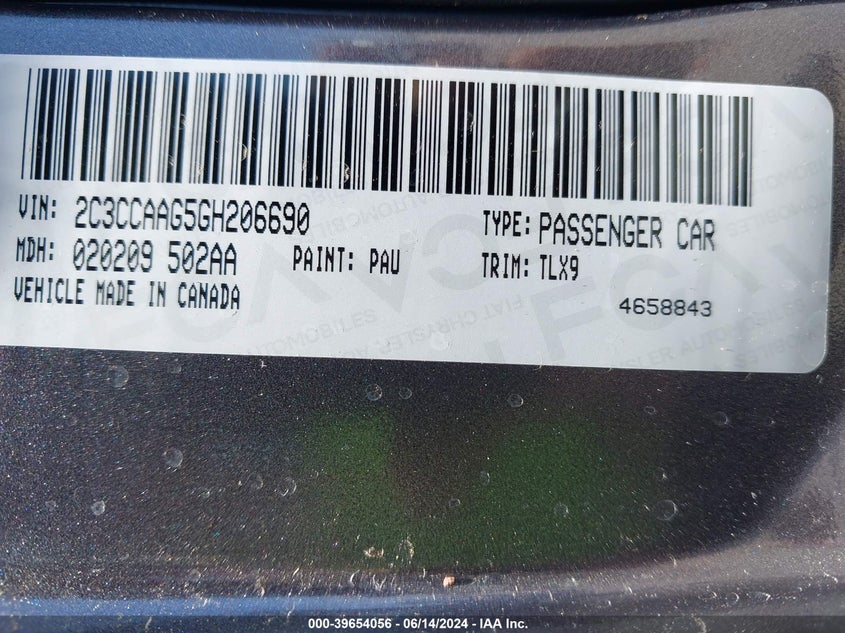 VIN: 2C3CCAAG5GH206690
TYPE: PASSENGER CAR
MDH: 020209 502AA
PAINT: PAU
TRIM: TLX9
VEHICLE MADE IN CANADA
4658843
000-39654056 - 06/14/2024 - IAA Inc.